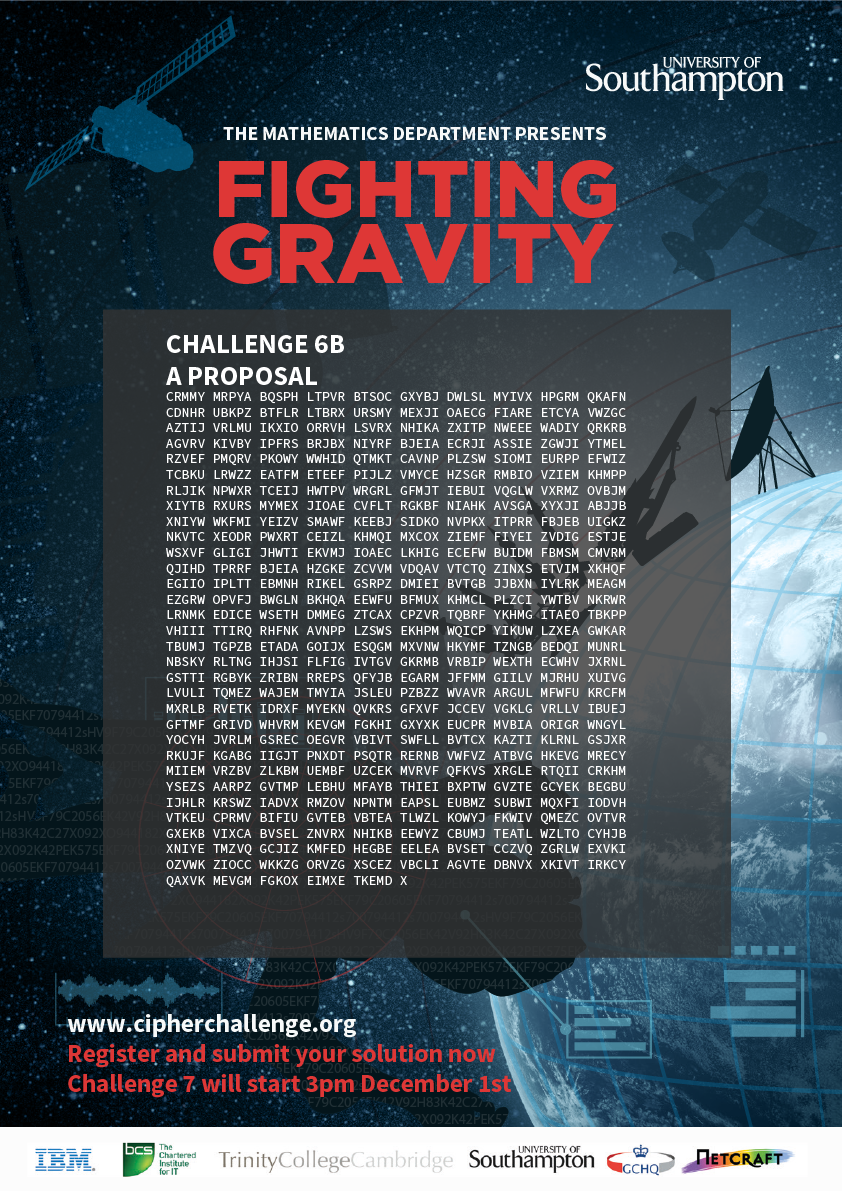 UNIVERSITY OF
Southampton
THE MATHEMATICS DEPARTMENT PRESENTS
FIGHTING
GRAVITY
CHALLENGE 6B
A PROPOSAL
CRMMY MRPYA BQSPH LTPVR BTSOC GXYBJ DWLSL MYIVX HPGRM QKAFN
CDNHR UBKPZ BTFLR LTBRX URSMY MEXJI OAECG FIARE ETCYA VWZGC
AZTIJ VRLMU IKXIO ORRVH LSVRX NHIKA ZXITP NWEEE WADIY QRKRB
AGVRV KIVBY IPFRS BRJBX NIYRF BJEIA ECRJI ASSIE ZGWJI YTMEL
RZVEF PMQRV PKOWY WWHID QTMKT CAVNP PLZSW SIOMI EURPP EFWIZ
TCBKU LRWZZ EATFM ETEEF PIJLZ VMYCE HZSGR RMBIO VZIEM KHMPP
RLJIK NPWXR TCEIJ HWTPV WRGRL GFMJT IEBUI VQGLW VXRMZ OVBJM
XIYTB RXURS MYMEX JIOAE CVFLT RGKBF NIAHK AVSGA XYXJI ABJJB
XNIYW WKFMI YEIZV SMAWF KEEBJ SIDKO NVPKX ITPRR FBJEB UIGKZ
NKVTC XEODR PWXRT CEIZL KHMQI MXCOX ZIEMF FITEI ZVDIG ESTJE
WSXVF GLIGI JHWTI EKVMJ IOAEC LKHIG ECEFW BUIDM FBMSM CMVRM
QJIHD TPRRF BJEIA HZGKE ZCVVM VDQAV VTCTQ ZINXS ETVIM XKHQF
EGIIO IPLTT EBMNH RIKEL GSRPZ DMIEI BVTGB JJBXN IYLRK MEAGM
EZGRW OPVFJ BWGLN BKHQA EEWFU BFMUX KHMCL PLZCI YWTBV NKRWR
LRNMK EDICE WSETH DMMEG ZTCAX CPZVR TQBRF YKHMG ITAEO TBKPP
VHIII TTIRQ RHFNK AVNPP LZSWS EKHPM WQICP YIKUW LZXEA GWKAR
TBUMJ TGPZB ETADA GOIJX ESQGM MXVNW HKYMF TZNGB BEDQI MUNRL
NBSKY RLTNG IHJSI FLFIG IVTGV GKRMB VRBIP WEXTH ECWHV JXRNL
GSTTI RGBYK ZRIBN RREPS QFYJB EGARM JFFMM GIILV MJRHU XUIVG
LVULI TQMEZ WAJEM TMYIA JSLEU PZBZZ WVAVR ARGUL MFWFU KRCFM
MXRLB RVETK IDRXF MYEKN QVKRS GFXVF JCCEV VGKLG VRLLV IBUEJ
GFTMF GRIVD WHVRM KEVGM FGKHI GXYXK EUCPR MVBIA ORIGR WNGYL
YOCYH JVRLM GSREC OEGVR VBIVT SWFLL BVTCX KAZTI KLRNL GSJXR
RKUJF KGABG IIGJT PNXDT PSQTR RERNB VWFVZ ATBVG HKEVG MRECY
MIIEM VRZBV ZLKBM UEMBF UZCEK MVRVF QFKVS XRGLE RTQII CRKHM
YSEZS AARPZ GVTMP LEBHU MFAYB THIEI BXPTW GVZTE GCYEK BEGBU
IJHLR KRSWZ IADVX RMZOV NPNTM EAPSL EUBMZ SUBWI MQXFI IODVH
VTKEU CPRMV BIFIU GVTEB VBTEA TLWZL KOWYJ FKWIV QMEZC OVTVR
GXEKB VIXCA BVSEL ZNVRX NHIKB EEWYZ CBUMJ TEATL WZLTO CYHJB
XNIYE TMZVQ GCJIZ KMFED HEGBE EELEA BVSET CCZVQ ZGRLW EXVKI
OZVWK ZIOCC WKKZG ORVZG XSCEZ VBCLI AGVTE DBNVX XKIVT IRKCY
QAXVK MEVGM FGKOX EIMXE TKEMD X
www.cipherchallenge.org
Register and submit your solution now
Challenge 7 will start 3pm December 1st
IBM
bcs The Chartered Institute for IT
TrinityCollegeCambridge
UNIVERSITY OF
Southampton
GCHQ
NETCRAFT